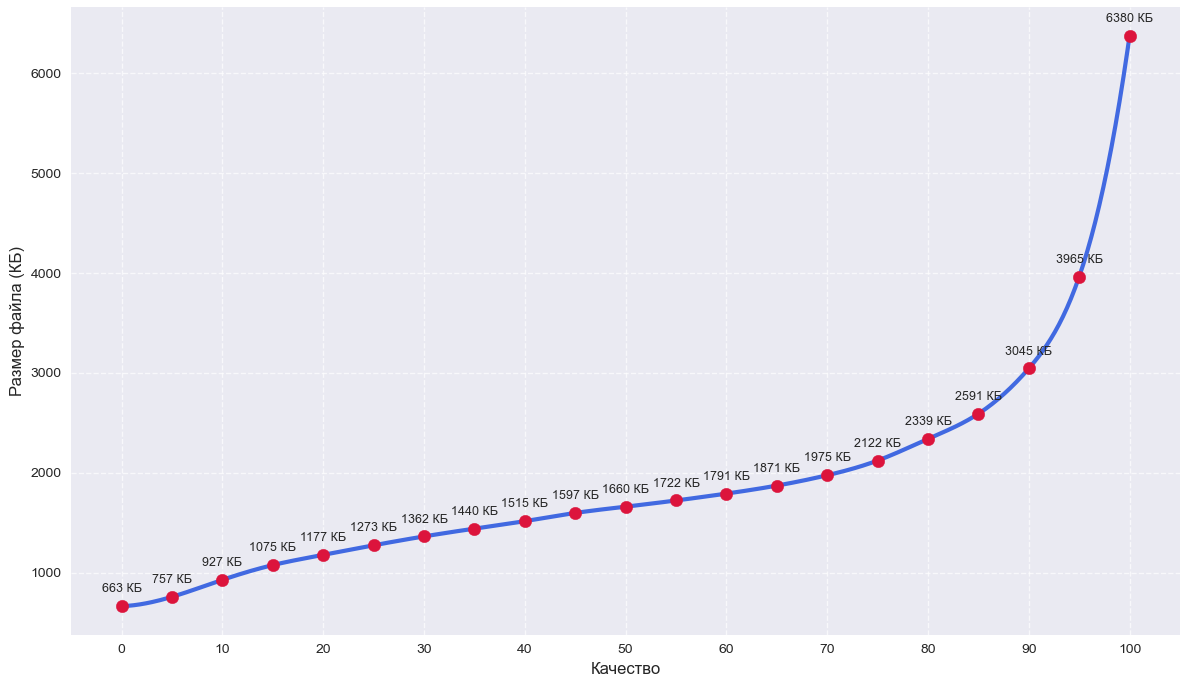 6380 КБ
6000
5000
3965 КБ
4000
3045 КБ
3000
2591 КБ
2339 КБ
2122 КБ
1975 КБ
1871 КБ
1791 КБ
1722 КБ
1660 КБ
1597 КБ
1515 КБ
1440 КБ
1362 КБ
1273 КБ
1177 КБ
1075 КБ
927 КБ
757 КБ
663 КБ
2000
1000
Размер файла (КБ)
0 10 20 30 40 50 60 70 80 90 100
Качество